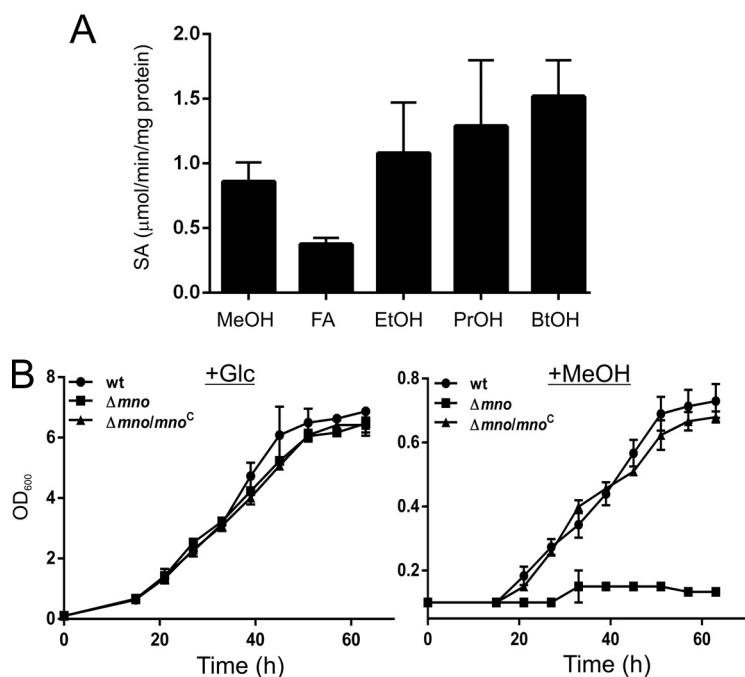 A
SA (μmol/min/mg protein)
2.0
1.5
1.0
0.5
0.0
MeOH FA EtOH PrOH BtOH
B
+Glc
wt
Δmno
Δmno/mnoᶜ
OD₆₀₀
8
6
4
2
0
0 20 40 60
Time (h)
+MeOH
wt
Δmno
Δmno/mnoᶜ
0.8
0.6
0.4
0.2
0 20 40 60
Time (h)